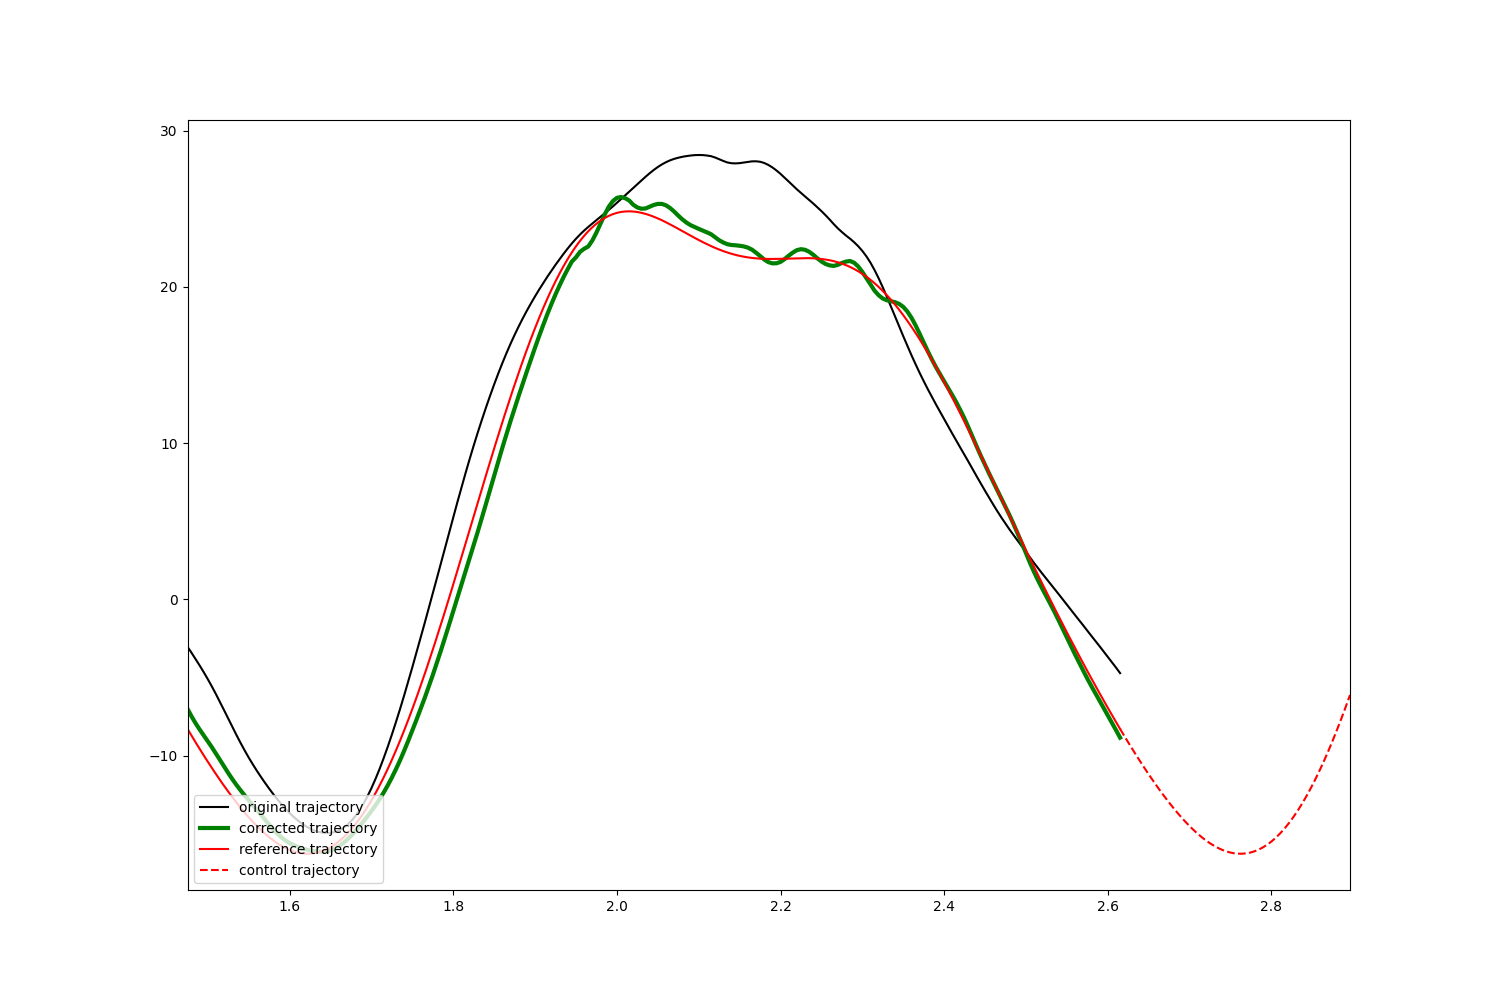 30
20
10
0
−10
original trajectory
corrected trajectory
reference trajectory
control trajectory
1.6 1.8 2.0 2.2 2.4 2.6 2.8